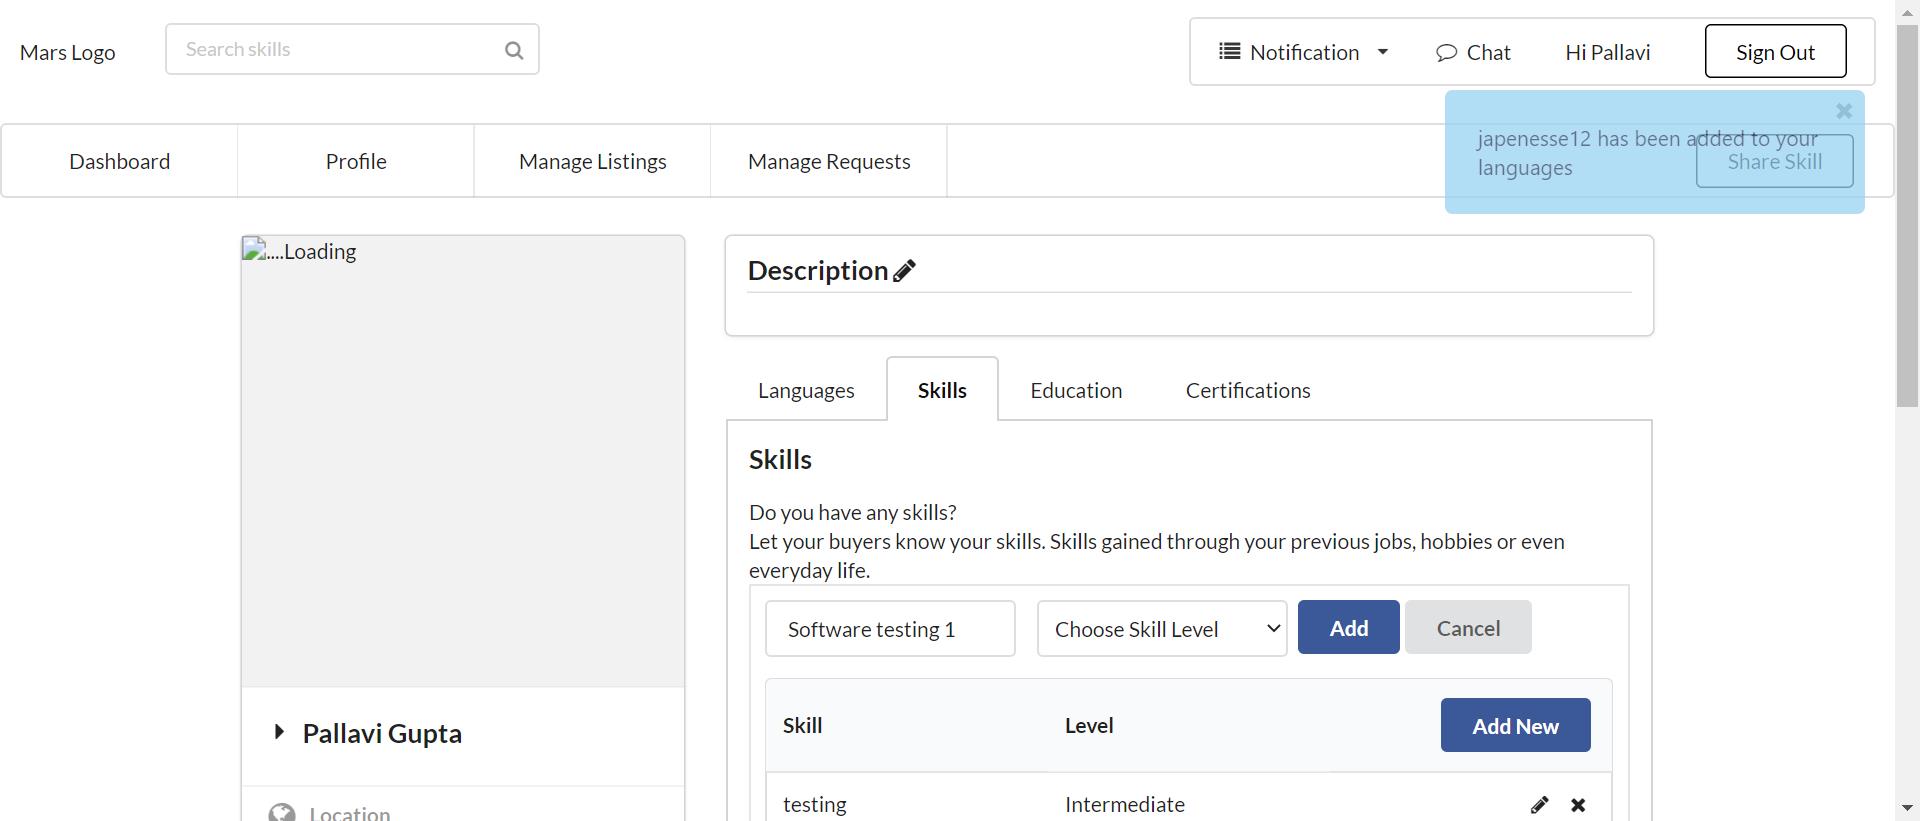 Mars Logo
Search skills
Notification
Chat
Hi Pallavi
Sign Out
japenesse12 has been added to your
languages
Dashboard
Profile
Manage Listings
Manage Requests
Share Skill
....Loading
Description
Languages
Skills
Education
Certifications
Skills
Do you have any skills?
Let your buyers know your skills. Skills gained through your previous jobs, hobbies or even
everyday life.
Software testing 1
Choose Skill Level
Add
Cancel
Skill
Level
Add New
testing
Intermediate
Pallavi Gupta
Location